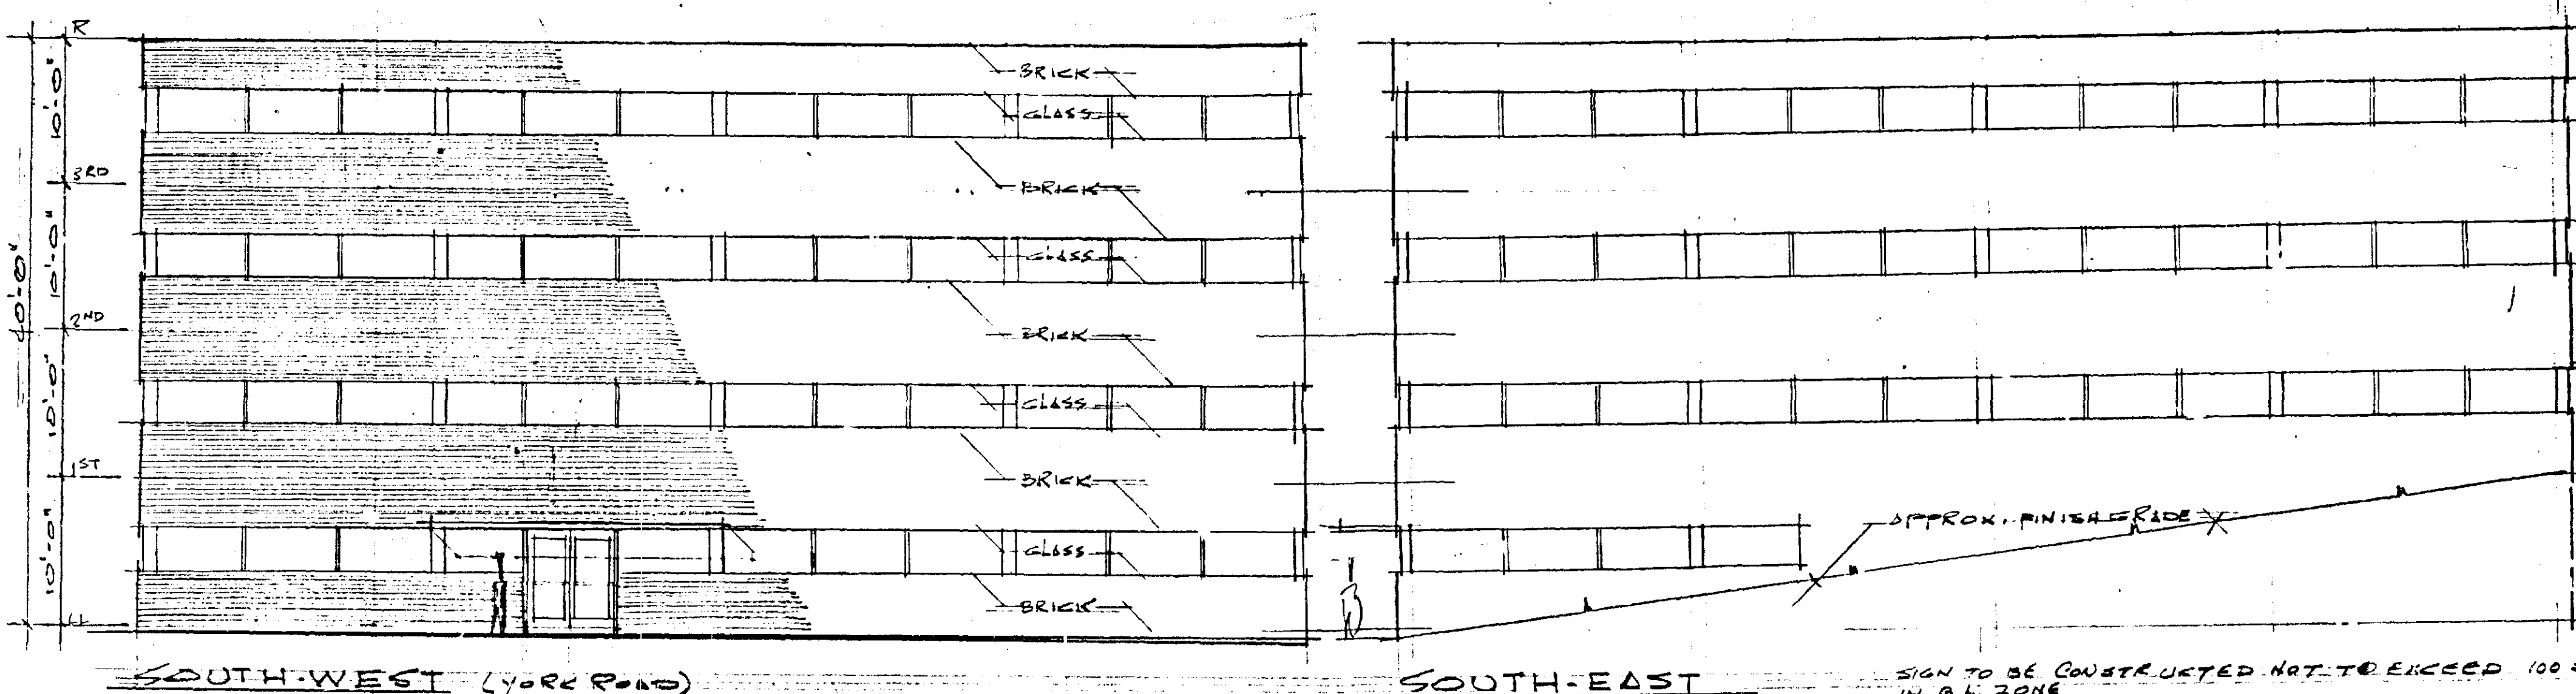 R
10'-0"
3RD
10'-0"
40'-0"
2ND
10'-0"
1ST
10'-0"
LL
BRICK
GLASS
BRICK
GLASS
BRICK
GLASS
BRICK
GLASS
BRICK
APPROX. FINISH GRADE
SOUTH-WEST (YORK ROAD)
SOUTH-EAST
SIGN TO BE CONSTRUCTED NOT TO EXCEED 100
IN B.L. ZONE